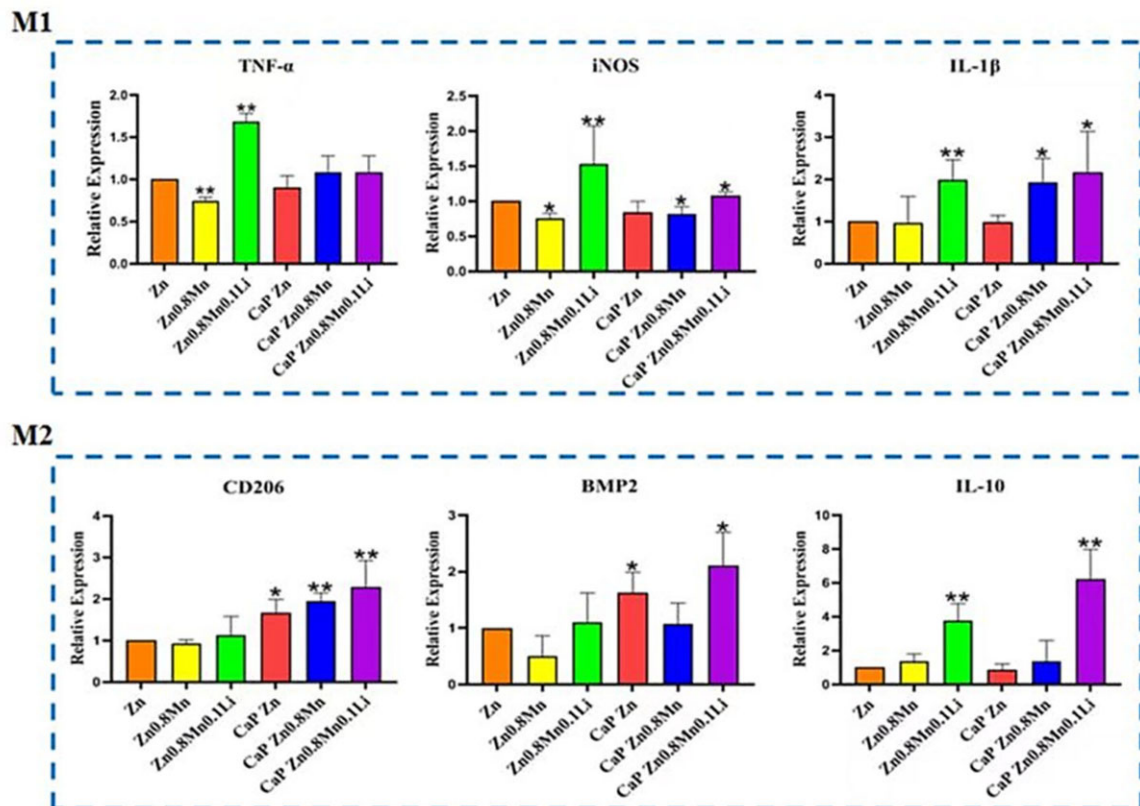 M1
TNF-α
Relative Expression
2.0
1.5
1.0
0.5
0.0
**
**
Zn
Zn0.8Mn
Zn0.8Mn0.1Li
CaP Zn
CaP Zn0.8Mn
CaP Zn0.8Mn0.1Li
iNOS
Relative Expression
2.5
2.0
1.5
1.0
0.5
0.0
*
**
*
*
Zn
Zn0.8Mn
Zn0.8Mn0.1Li
CaP Zn
CaP Zn0.8Mn
CaP Zn0.8Mn0.1Li
IL-1β
Relative Expression
4
3
2
1
0
**
*
*
Zn
Zn0.8Mn
Zn0.8Mn0.1Li
CaP Zn
CaP Zn0.8Mn
CaP Zn0.8Mn0.1Li
M2
CD206
Relative Expression
4
3
2
1
0
*
**
**
Zn
Zn0.8Mn
Zn0.8Mn0.1Li
CaP Zn
CaP Zn0.8Mn
CaP Zn0.8Mn0.1Li
BMP2
Relative Expression
3
2
1
0
*
*
Zn
Zn0.8Mn
Zn0.8Mn0.1Li
CaP Zn
CaP Zn0.8Mn
CaP Zn0.8Mn0.1Li
IL-10
Relative Expression
10
8
6
4
2
0
**
**
Zn
Zn0.8Mn
Zn0.8Mn0.1Li
CaP Zn
CaP Zn0.8Mn
CaP Zn0.8Mn0.1Li